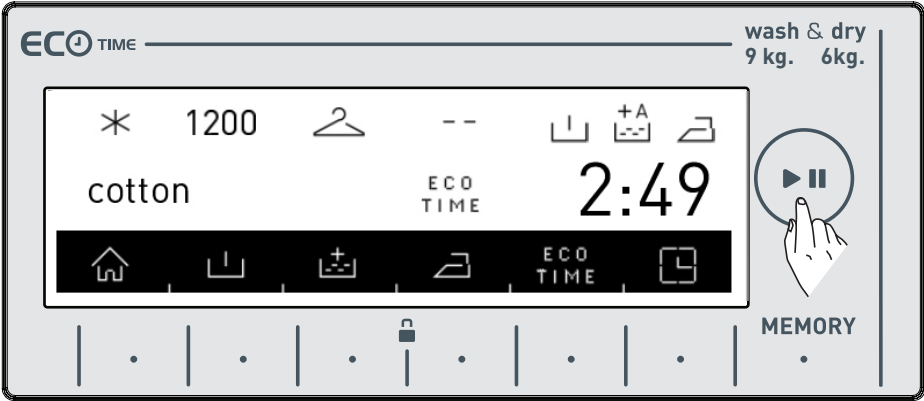 ECO TIME
wash & dry
9 kg. 6kg.
1200 -- +A
cotton ECO TIME 2:49
ECO TIME
MEMORY